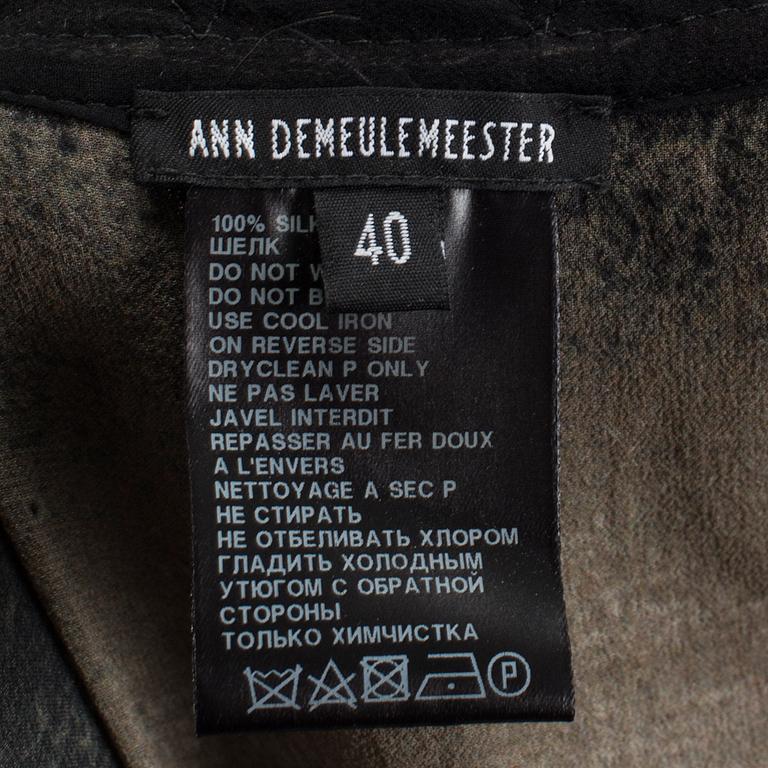 ANN DEMEULEMEESTER
40
100% SILK
ШЕЛК
DO NOT
DO NOT
USE COOL IRON
ON REVERSE SIDE
DRYCLEAN P ONLY
NE PAS LAVER
JAVEL INTERDIT
REPASSER AU FER DOUX
A L'ENVERS
NETTOYAGE A SEC P
НЕ СТИРАТЬ
НЕ ОТБЕЛИВАТЬ ХЛОРОМ
ГЛАДИТЬ ХОЛОДНЫМ
УТЮГОМ С ОБРАТНОЙ
СТОРОНЫ
ТОЛЬКО ХИМЧИСТКА
P